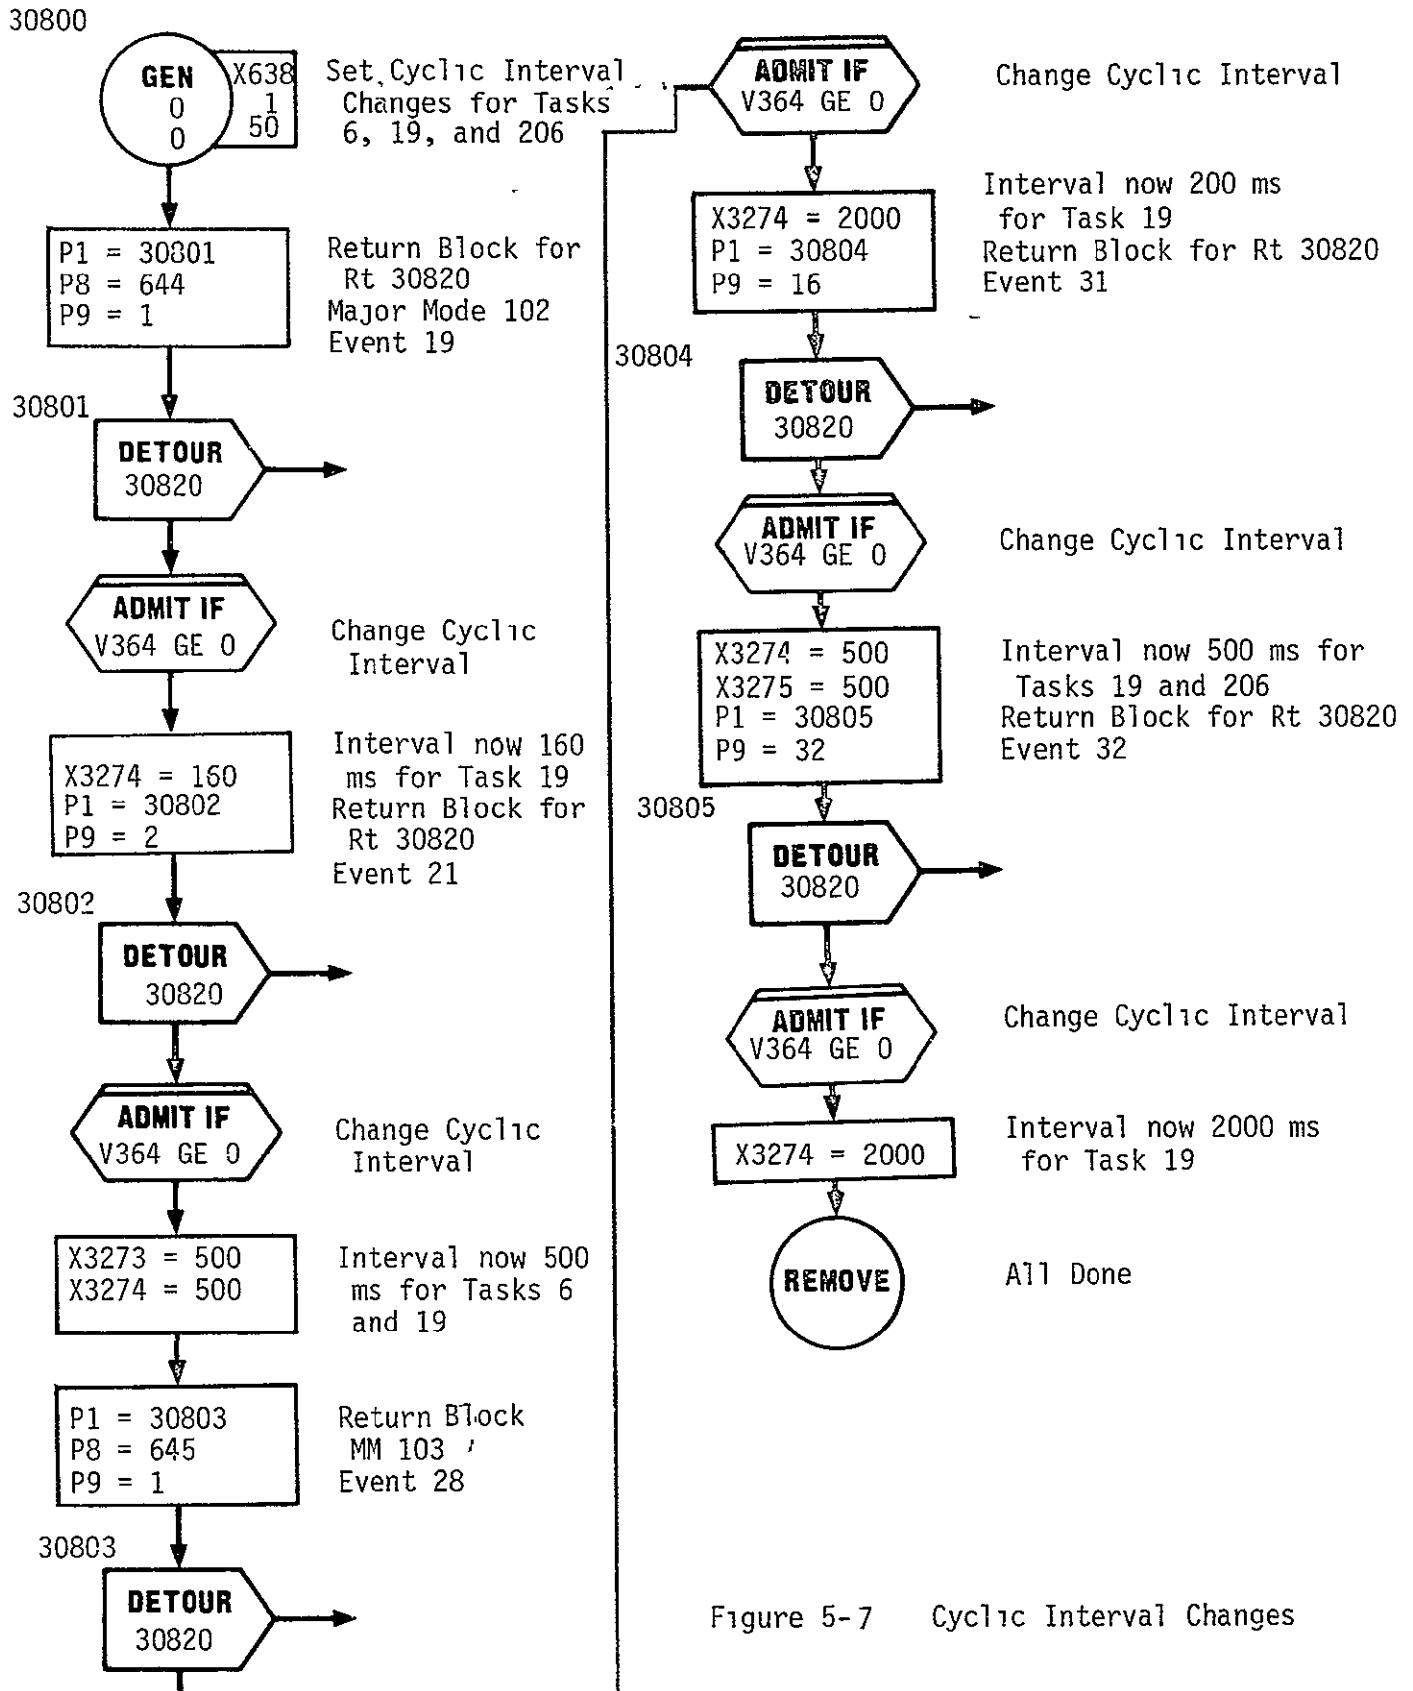 30800
GEN
0
0
X638
1
50
Set Cyclic Interval
Changes for Tasks
6, 19, and 206
P1 = 30801
P8 = 644
P9 = 1
Return Block for
Rt 30820
Major Mode 102
Event 19
30801
DETOUR
30820
ADMIT IF
V364 GE 0
Change Cyclic
Interval
X3274 = 160
P1 = 30802
P9 = 2
Interval now 160
ms for Task 19
Return Block for
Rt 30820
Event 21
30802
DETOUR
30820
ADMIT IF
V364 GE 0
Change Cyclic
Interval
X3273 = 500
X3274 = 500
Interval now 500
ms for Tasks 6
and 19
P1 = 30803
P8 = 645
P9 = 1
Return Block
MM 103
Event 28
30803
DETOUR
30820
ADMIT IF
V364 GE 0
Change Cyclic Interval
X3274 = 2000
P1 = 30804
P9 = 16
Interval now 200 ms
for Task 19
Return Block for Rt 30820
Event 31
30804
DETOUR
30820
ADMIT IF
V364 GE 0
Change Cyclic Interval
X3274 = 500
X3275 = 500
P1 = 30805
P9 = 32
Interval now 500 ms for
Tasks 19 and 206
Return Block for Rt 30820
Event 32
30805
DETOUR
30820
ADMIT IF
V364 GE 0
Change Cyclic Interval
X3274 = 2000
Interval now 2000 ms
for Task 19
REMOVE
All Done
Figure 5-7 Cyclic Interval Changes